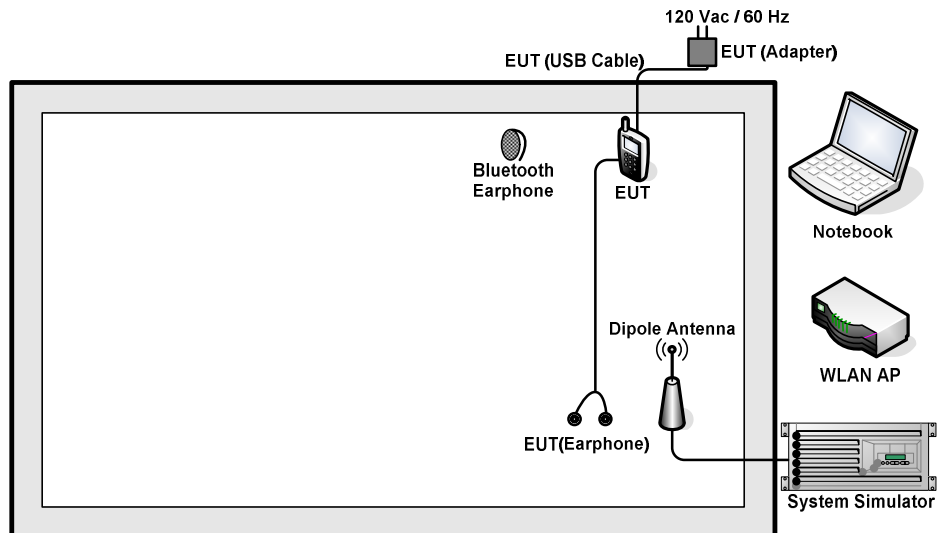 120 Vac / 60 Hz
EUT (USB Cable)
EUT (Adapter)
Bluetooth
Earphone
EUT
Notebook
Dipole Antenna
WLAN AP
EUT(Earphone)
System Simulator